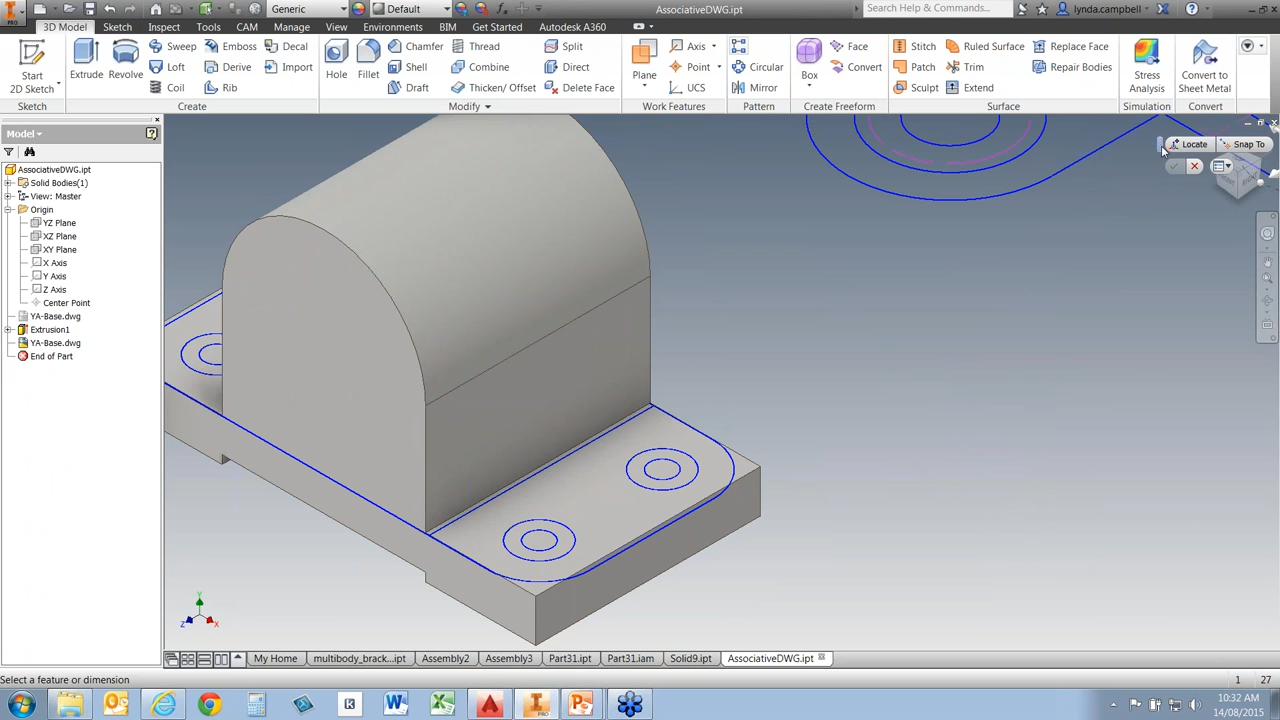 PRO
Generic
Default
AssociativeDWG.ipt
Search Help & Commands...
lynda.campbell
3D Model
Sketch
Inspect
Tools
CAM
Manage
View
Environments
BIM
Get Started
Autodesk A360
Start
2D Sketch
Extrude
Revolve
Sweep
Loft
Coil
Emboss
Derive
Rib
Decal
Import
Hole
Fillet
Chamfer
Shell
Draft
Thread
Combine
Thicken/ Offset
Split
Direct
Delete Face
Plane
Axis
Point
UCS
Circular
Mirror
Box
Face
Convert
Stitch
Patch
Sculpt
Ruled Surface
Trim
Extend
Replace Face
Repair Bodies
Stress
Analysis
Convert to
Sheet Metal
Sketch
Create
Modify
Work Features
Pattern
Create Freeform
Surface
Simulation
Convert
Model
AssociativeDWG.ipt
Solid Bodies(1)
View: Master
Origin
YZ Plane
XZ Plane
XY Plane
X Axis
Y Axis
Z Axis
Center Point
YA-Base.dwg
Extrusion1
YA-Base.dwg
End of Part
Locate
Snap To
Y
Z
X
My Home
multibody_brack...ipt
Assembly2
Assembly3
Part31.ipt
Part31.iam
Solid9.ipt
AssociativeDWG.ipt
Select a feature or dimension
1
27
10:32 AM
14/08/2015